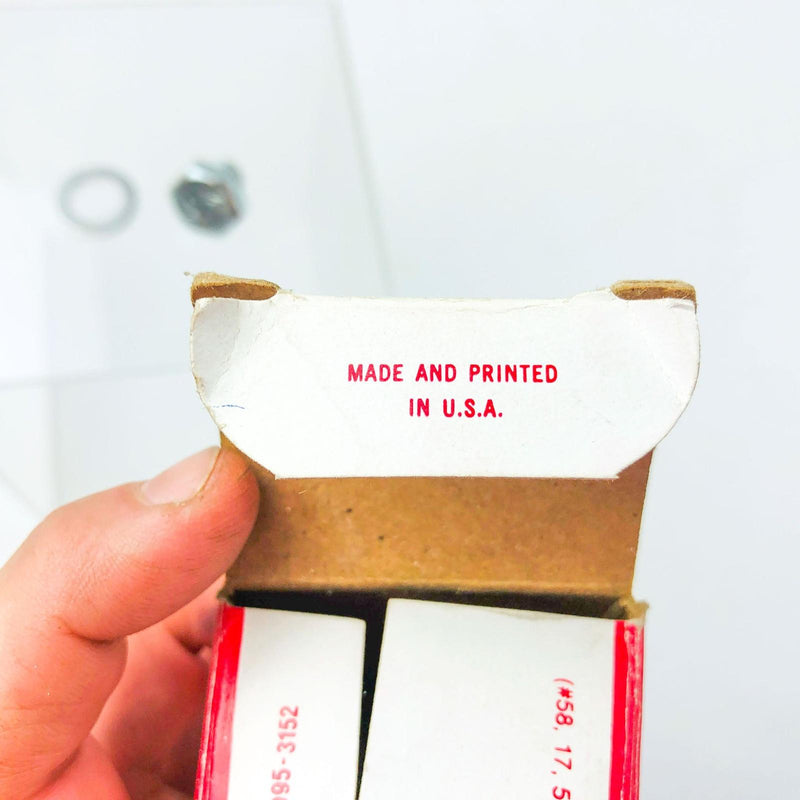 MADE AND PRINTED
IN U.S.A.
095-3152
(#58, 17, 5